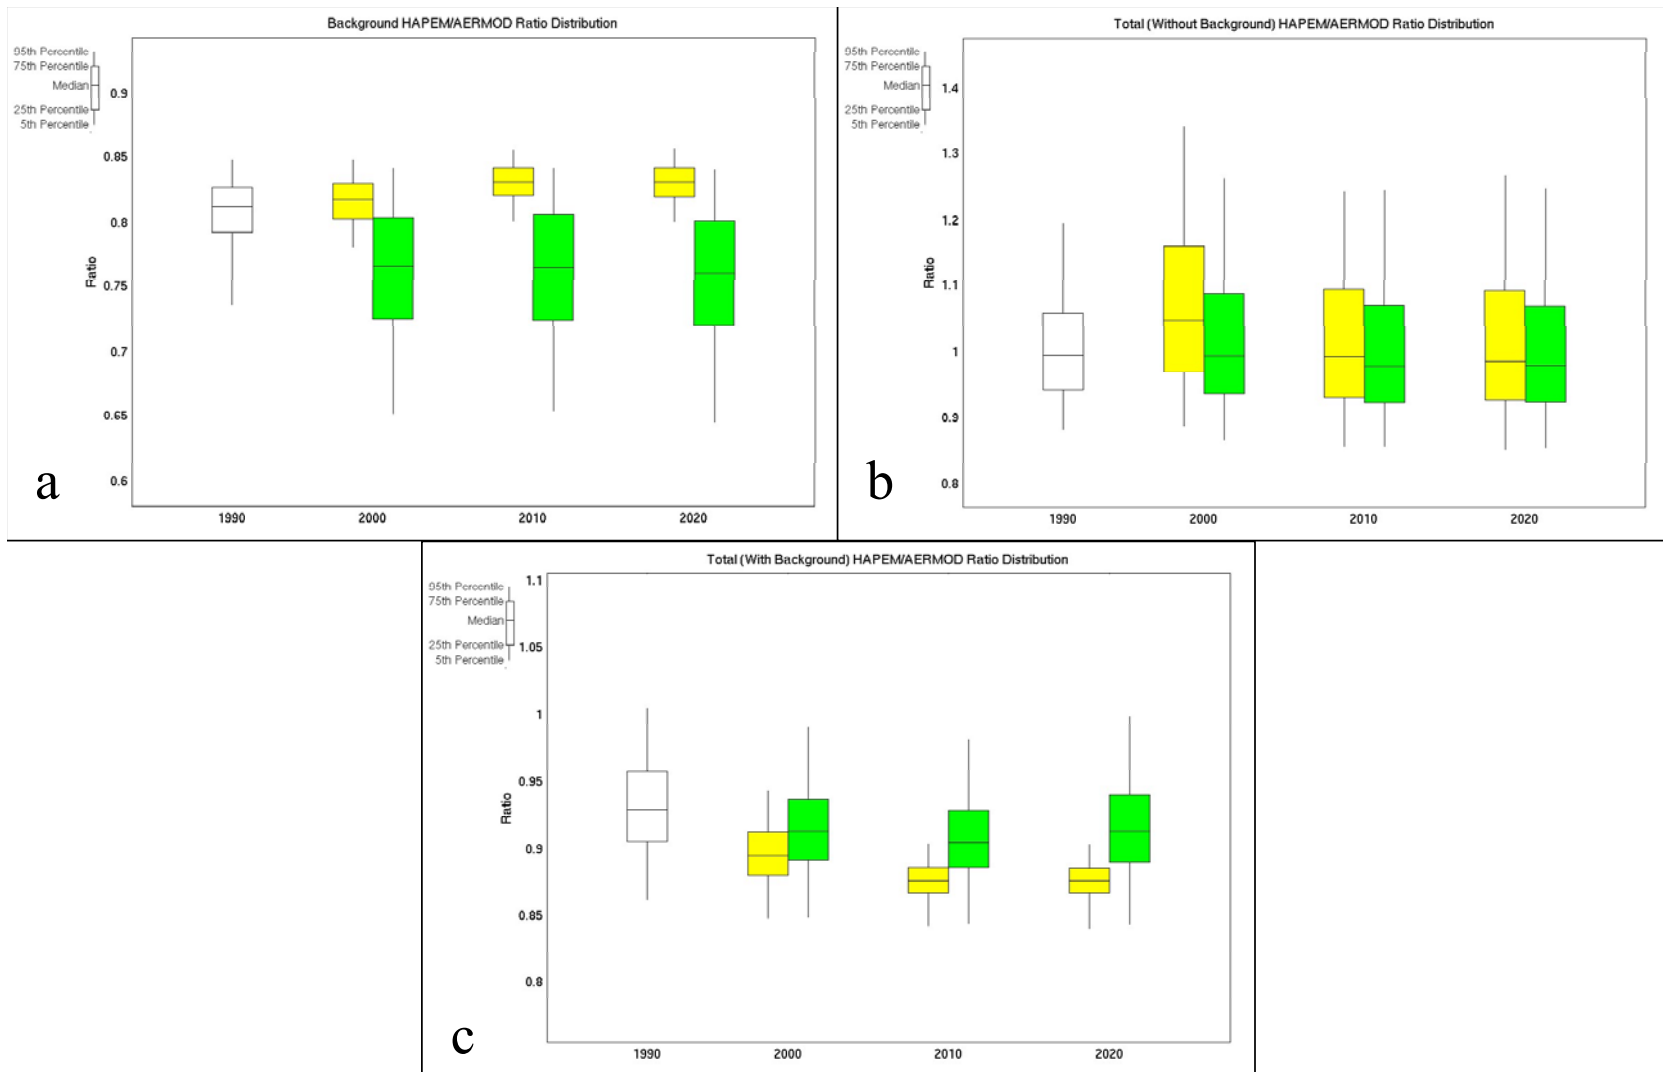 Background HAPEM/AERMOD Ratio Distribution
95th Percentile
75th Percentile
Median
25th Percentile
5th Percentile
0.9
0.85
0.8
0.75
0.7
0.65
0.6
Ratio
a
1990 2000 2010 2020
Total (Without Background) HAPEM/AERMOD Ratio Distribution
95th Percentile
75th Percentile
Median
25th Percentile
5th Percentile
1.4
1.3
1.2
1.1
1
0.9
0.8
Ratio
b
1990 2000 2010 2020
Total (With Background) HAPEM/AERMOD Ratio Distribution
95th Percentile
75th Percentile
Median
25th Percentile
5th Percentile
1.1
1.05
1
0.95
0.9
0.85
0.8
Ratio
c
1990 2000 2010 2020